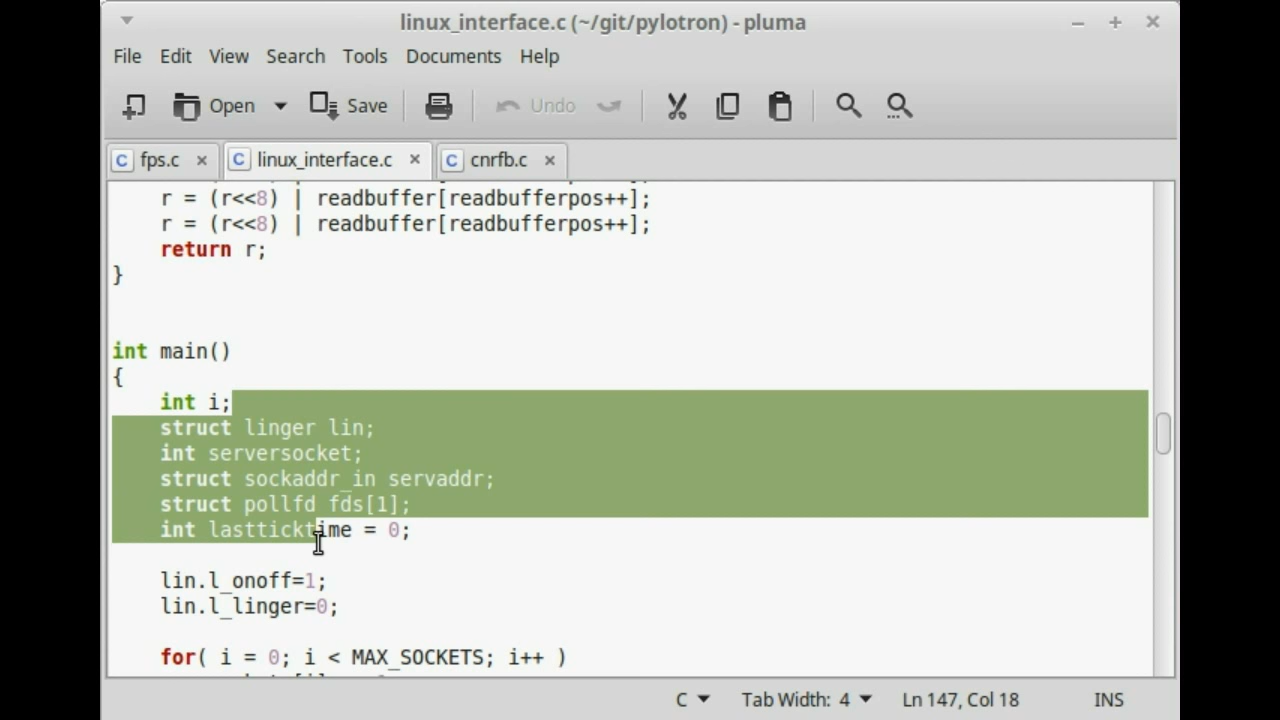 linux_interface.c (~/git/pylotron) - pluma
File Edit View Search Tools Documents Help
Open Save Undo
fps.c linux_interface.c cnrfb.c
r = (r<<8) | readbuffer[readbufferpos++];
r = (r<<8) | readbuffer[readbufferpos++];
return r;
}
int main()
{
int i;
struct linger lin;
int serversocket;
struct sockaddr_in servaddr;
struct pollfd fds[1];
int lastticktime = 0;
lin.l_onoff=1;
lin.l_linger=0;
for( i = 0; i < MAX_SOCKETS; i++ )
C Tab Width: 4 Ln 147, Col 18 INS